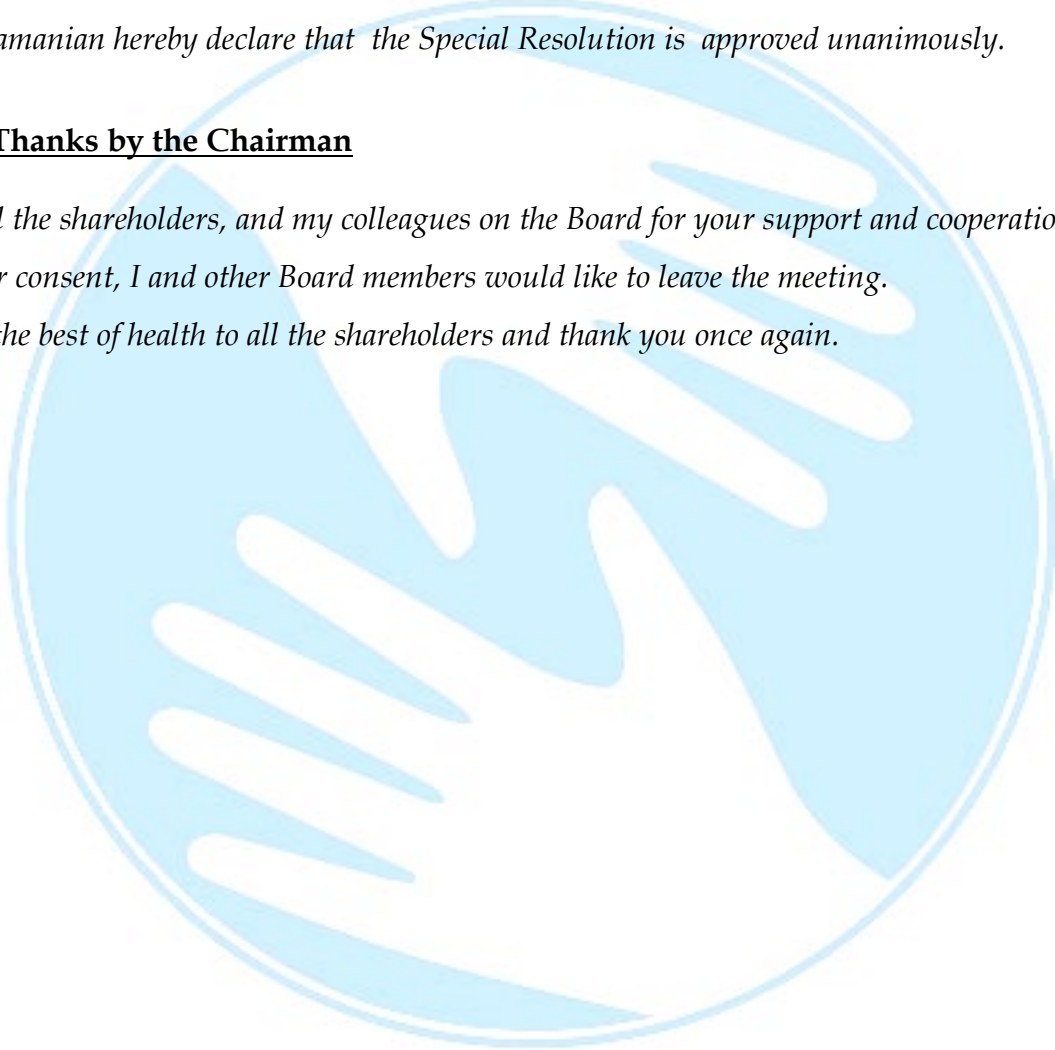 amanian hereby declare that the Special Resolution is approved unanimously.
Thanks by the Chairman
the shareholders, and my colleagues on the Board for your support and cooperatio
consent, I and other Board members would like to leave the meeting.
the best of health to all the shareholders and thank you once again.